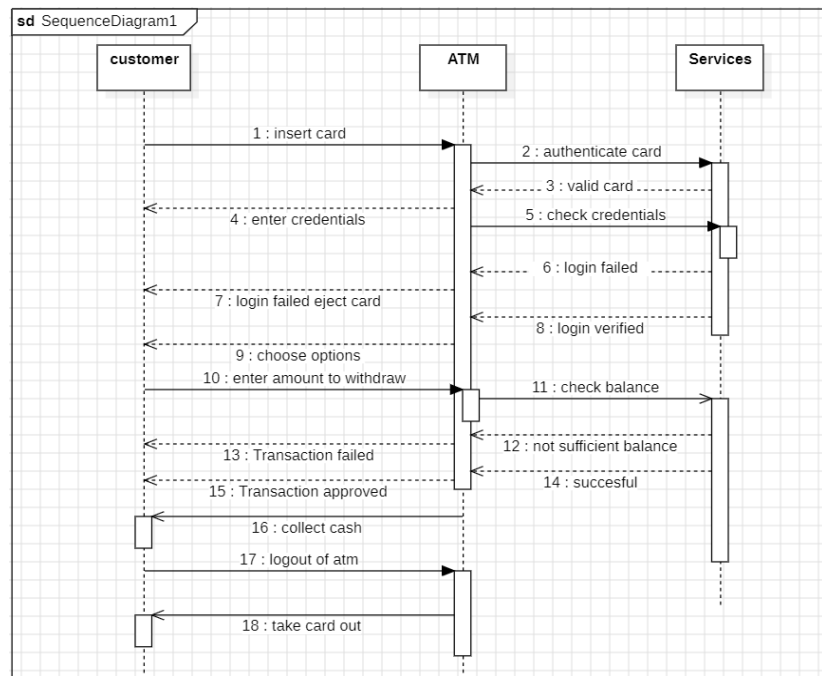 sd SequenceDiagram1
customer
ATM
Services
1 : insert card
2 : authenticate card
3 : valid card
4 : enter credentials
5 : check credentials
6 : login failed
7 : login failed eject card
8 : login verified
9 : choose options
10 : enter amount to withdraw
11 : check balance
12 : not sufficient balance
13 : Transaction failed
14 : succesful
15 : Transaction approved
16 : collect cash
17 : logout of atm
18 : take card out